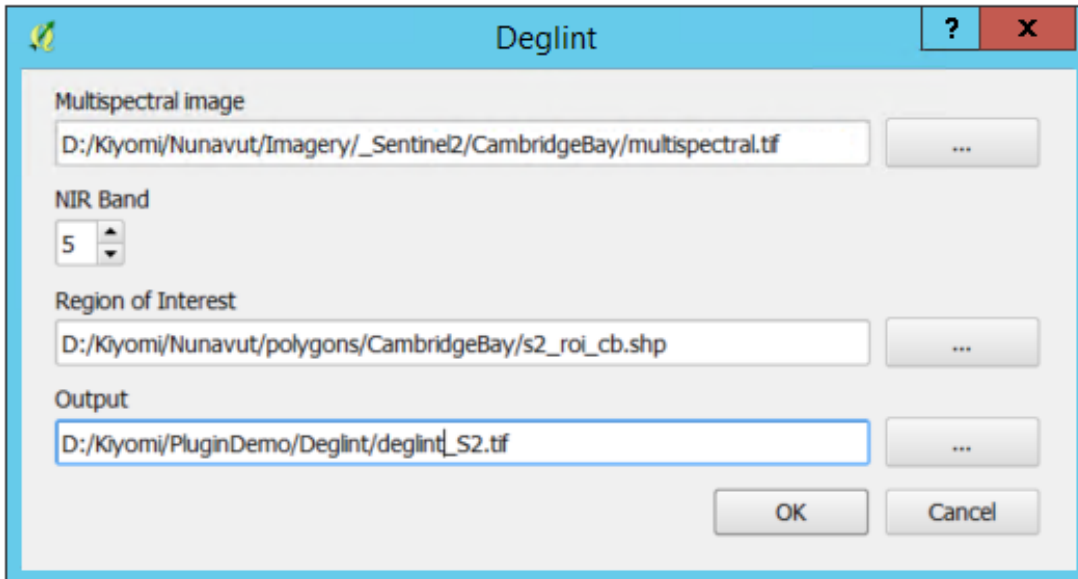 Deglint
?
x
Multispectral image
D:/Kiyomi/Nunavut/Imagery/_Sentinel2/CambridgeBay/multispectral.tif
...
NIR Band
5
Region of Interest
D:/Kiyomi/Nunavut/polygons/CambridgeBay/s2_roi_cb.shp
...
Output
D:/Kiyomi/PluginDemo/Deglint/deglint_S2.tif
...
OK
Cancel